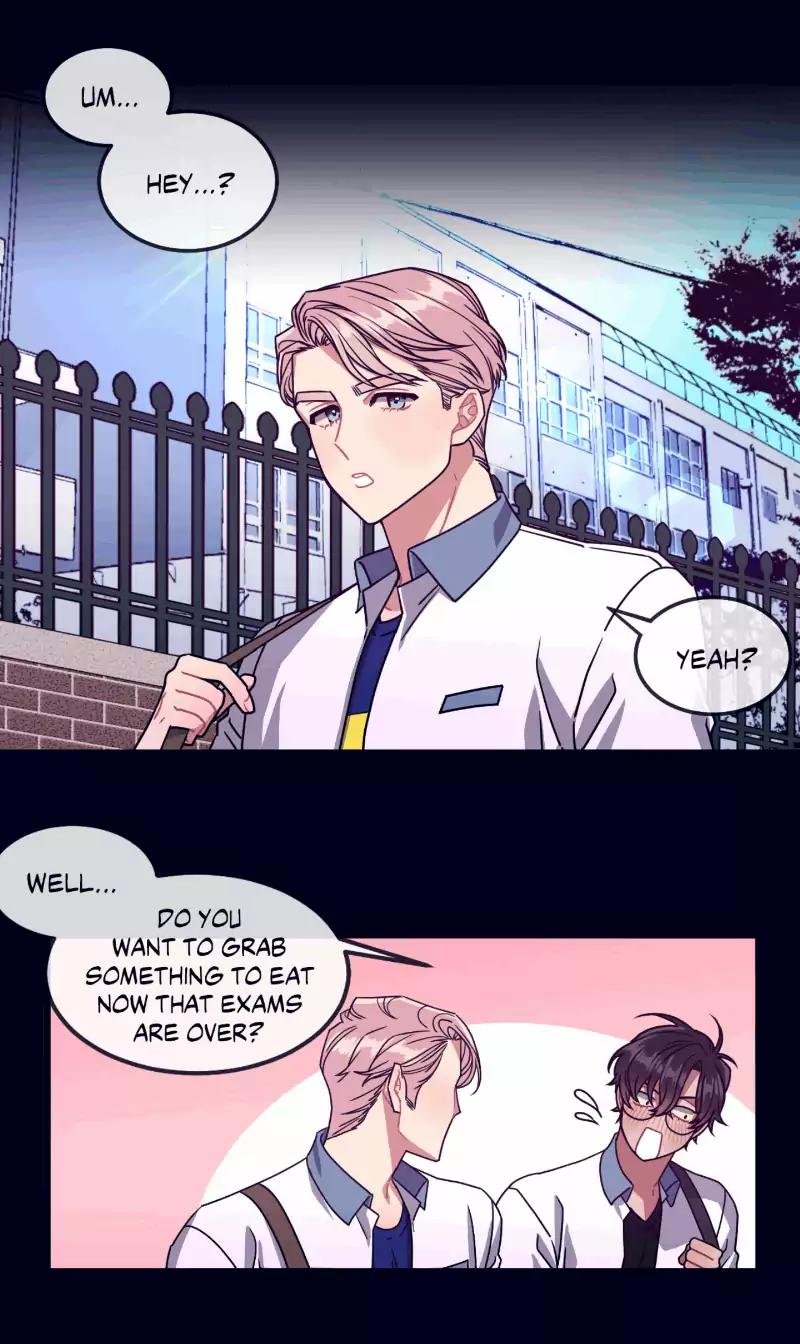 UM...
HEY...?
YEAH?
WELL...
DO YOU
WANT TO GRAB
SOMETHING TO EAT
NOW THAT EXAMS
ARE OVER?